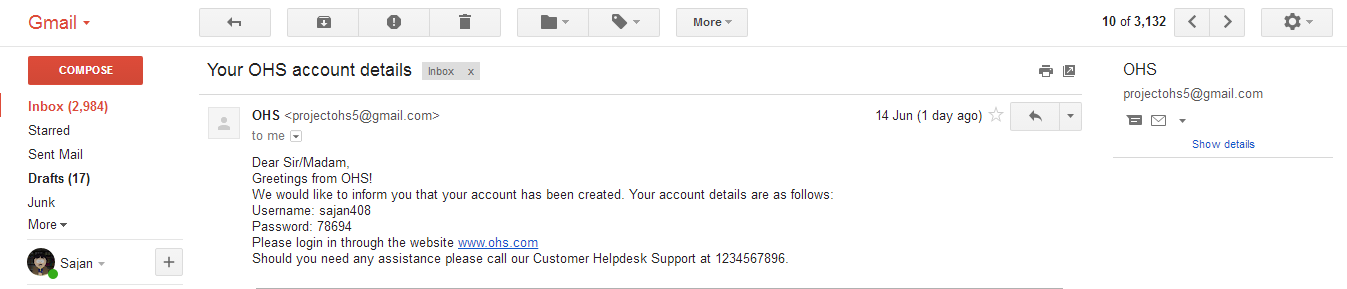 Gmail
More
10 of 3,132
COMPOSE
Inbox (2,984)
Starred
Sent Mail
Drafts (17)
Junk
More
Sajan
Your OHS account details
Inbox x
OHS <projectohs5@gmail.com>
14 Jun (1 day ago)
to me
Dear Sir/Madam,
Greetings from OHS!
We would like to inform you that your account has been created. Your account details are as follows:
Username: sajan408
Password: 78694
Please login in through the website www.ohs.com
Should you need any assistance please call our Customer Helpdesk Support at 1234567896.
OHS
projectohs5@gmail.com
Show details